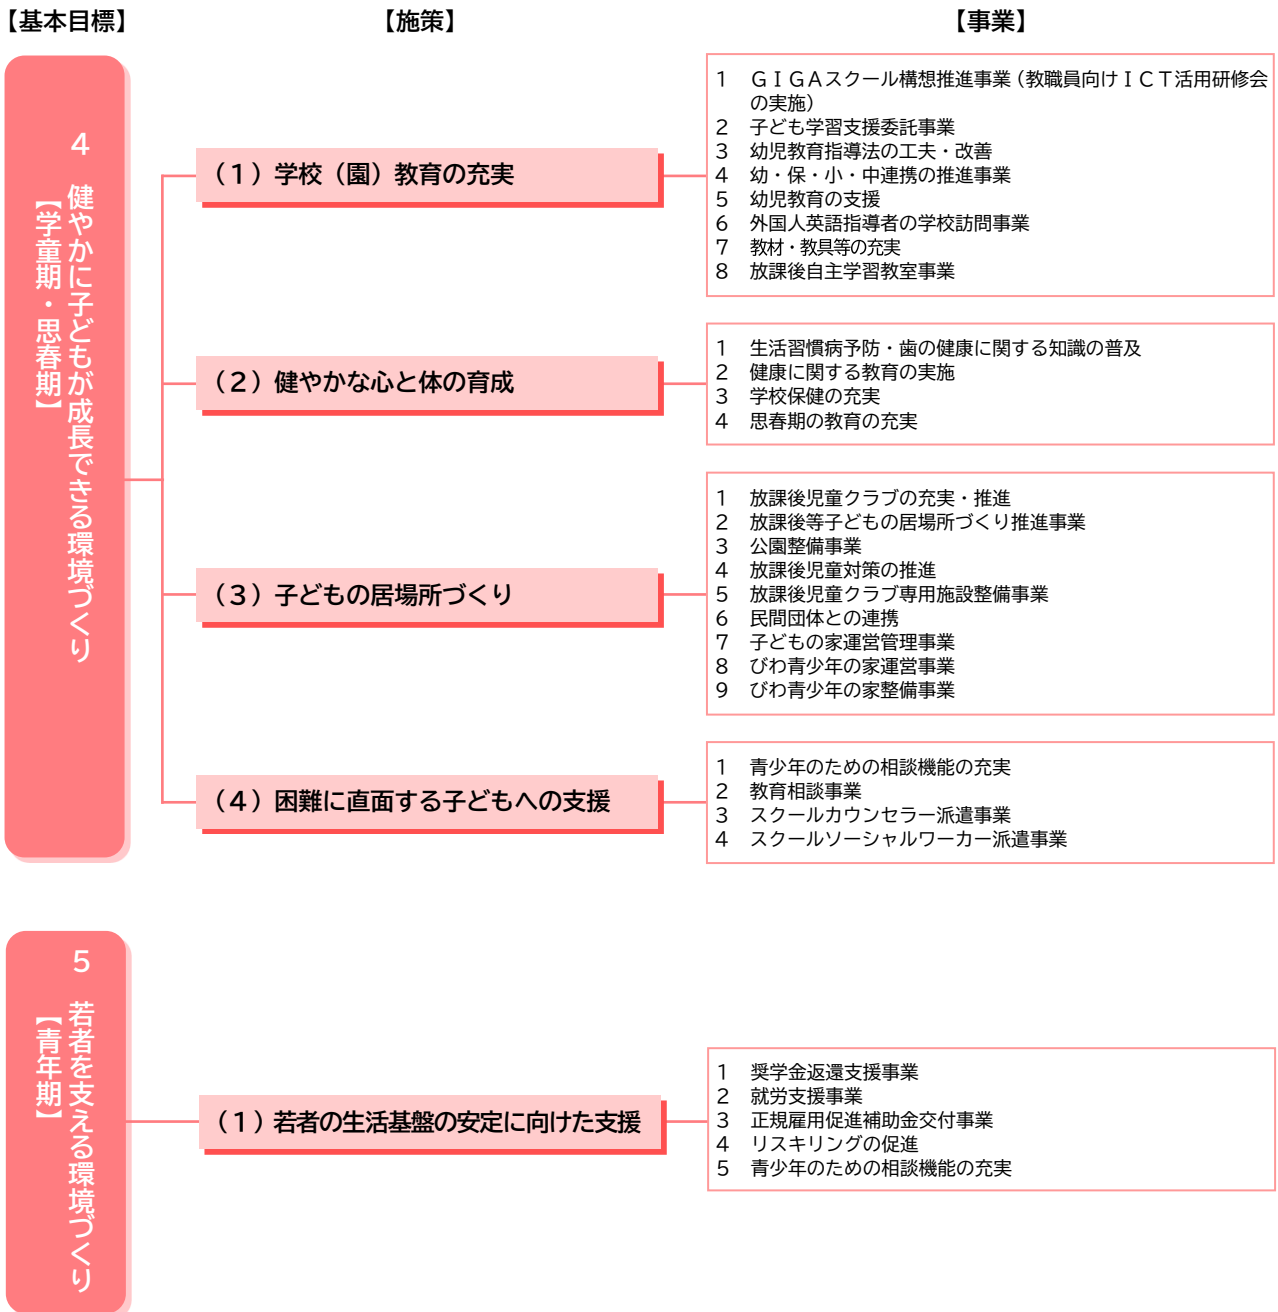 【基本目標】
【施策】
【事業】
4　健やかに子どもが成長できる環境づくり
【学童期・思春期】
（１）学校（園）教育の充実
1　ＧＩＧＡスクール構想推進事業（教職員向けＩＣＴ活用研修会
の実施）
2　子ども学習支援委託事業
3　幼児教育指導法の工夫・改善
4　幼・保・小・中連携の推進事業
5　幼児教育の支援
6　外国人英語指導者の学校訪問事業
7　教材・教具等の充実
8　放課後自主学習教室事業
（２）健やかな心と体の育成
1　生活習慣病予防・歯の健康に関する知識の普及
2　健康に関する教育の実施
3　学校保健の充実
4　思春期の教育の充実
（３）子どもの居場所づくり
1　放課後児童クラブの充実・推進
2　放課後等子どもの居場所づくり推進事業
3　公園整備事業
4　放課後児童対策の推進
5　放課後児童クラブ専用施設整備事業
6　民間団体との連携
7　子どもの家運営管理事業
8　びわ青少年の家運営事業
9　びわ青少年の家整備事業
（４）困難に直面する子どもへの支援
1　青少年のための相談機能の充実
2　教育相談事業
3　スクールカウンセラー派遣事業
4　スクールソーシャルワーカー派遣事業
5　若者を支える環境づくり
【青年期】
（１）若者の生活基盤の安定に向けた支援
1　奨学金返還支援事業
2　就労支援事業
3　正規雇用促進補助金交付事業
4　リスキリングの促進
5　青少年のための相談機能の充実